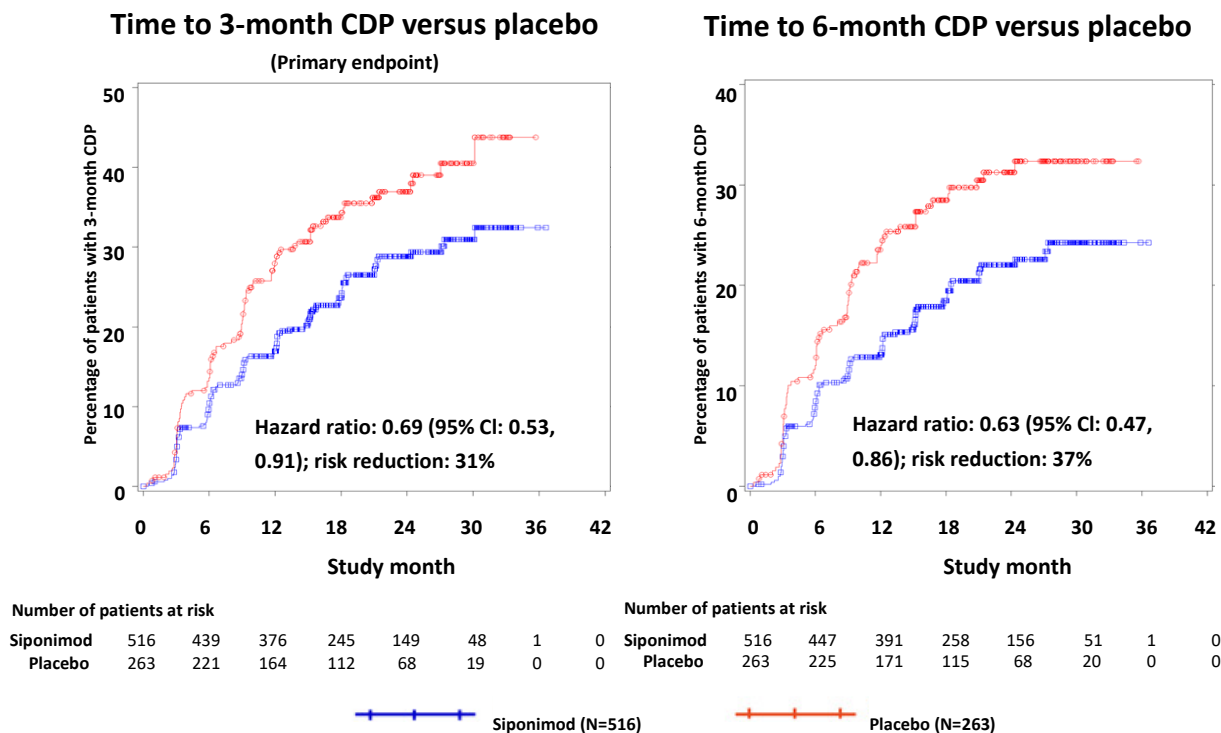 Time to 3-month CDP versus placebo
(Primary endpoint)
Percentage of patients with 3-month CDP
50
40
30
20
10
0
Hazard ratio: 0.69 (95% Cl: 0.53,
0.91); risk reduction: 31%
0 6 12 18 24 30 36 42
Study month
Number of patients at risk
Siponimod 516 439 376 245 149 48 1 0
Placebo 263 221 164 112 68 19 0 0
Time to 6-month CDP versus placebo
Percentage of patients with 6-month CDP
40
30
20
10
0
Hazard ratio: 0.63 (95% Cl: 0.47,
0.86); risk reduction: 37%
0 6 12 18 24 30 36 42
Study month
Number of patients at risk
Siponimod 516 447 391 258 156 51 1 0
Placebo 263 225 171 115 68 20 0 0
Siponimod (N=516)
Placebo (N=263)